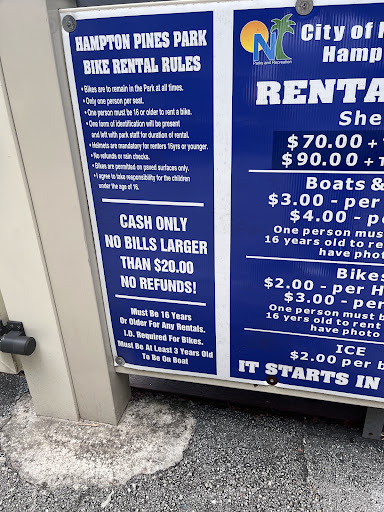 HAMPTON PINES PARK
BIKE RENTAL RULES
• Bikes are to remain in the Park at all times.
• Only one person per seat.
• One person must be 16 or older to rent a bike.
• One form of identification will be present
and left with park staff for duration of rental.
• Helmets are mandatory for renters 16yrs or younger.
• No refunds or rain checks.
• Bikes are permitted on paved surfaces only.
• I agree to take responsibility for the children
under the age of 16.
CASH ONLY
NO BILLS LARGER
THAN $20.00
NO REFUNDS!
Must Be 16 Years
Or Older For Any Rentals.
I.D. Required For Bikes.
Must Be At Least 3 Years Old
To Be On Boat
N
Parks and Recreation
City of
Hamp
RENTA
She
$70.00 +
$90.00 +
Boats &
$3.00 - per
$4.00 - p
One person mus
16 years old to re
have phot
Bikes
$2.00 - per H
$3.00 - per
One person must b
16 yers old to rent
have photo
ICE
$2.00 per b
IT STARTS IN